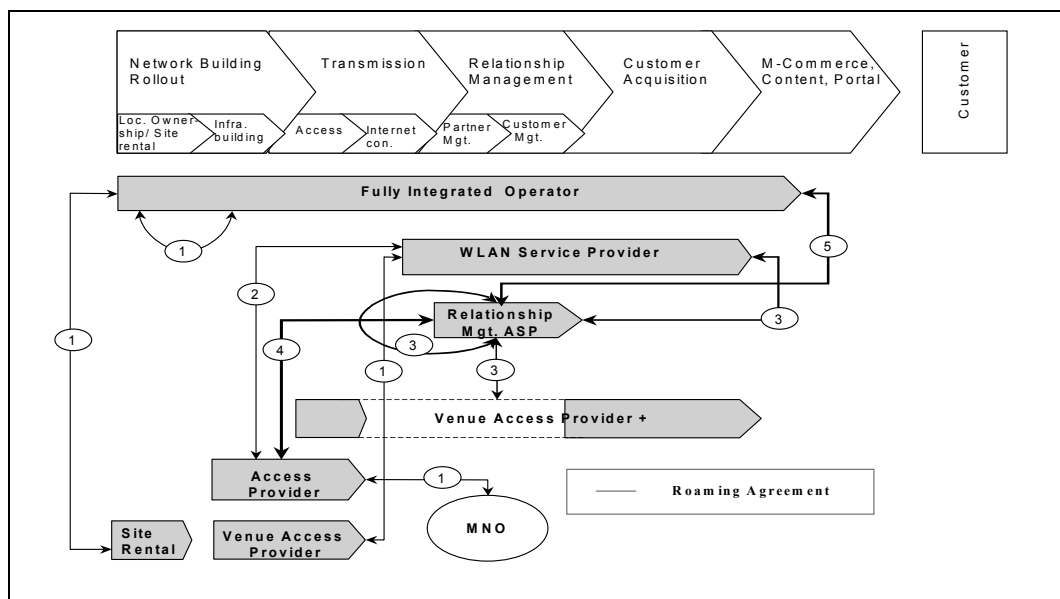 Network Building
Rollout
Transmission
Relationship
Management
Customer
Acquisition
M-Commerce,
Content, Portal
Customer
Loc. Owner-
ship/ Site
rental
Infra.
building
Access
Internet
con.
Partner
Mgt.
Customer
Mgt.
Fully Integrated Operator
1
5
WLAN Service Provider
2
Relationship
Mgt. ASP
3
1
4
3
1
3
Venue Access Provider +
Access
Provider
1
Roaming Agreement
MNO
Site
Rental
Venue Access
Provider